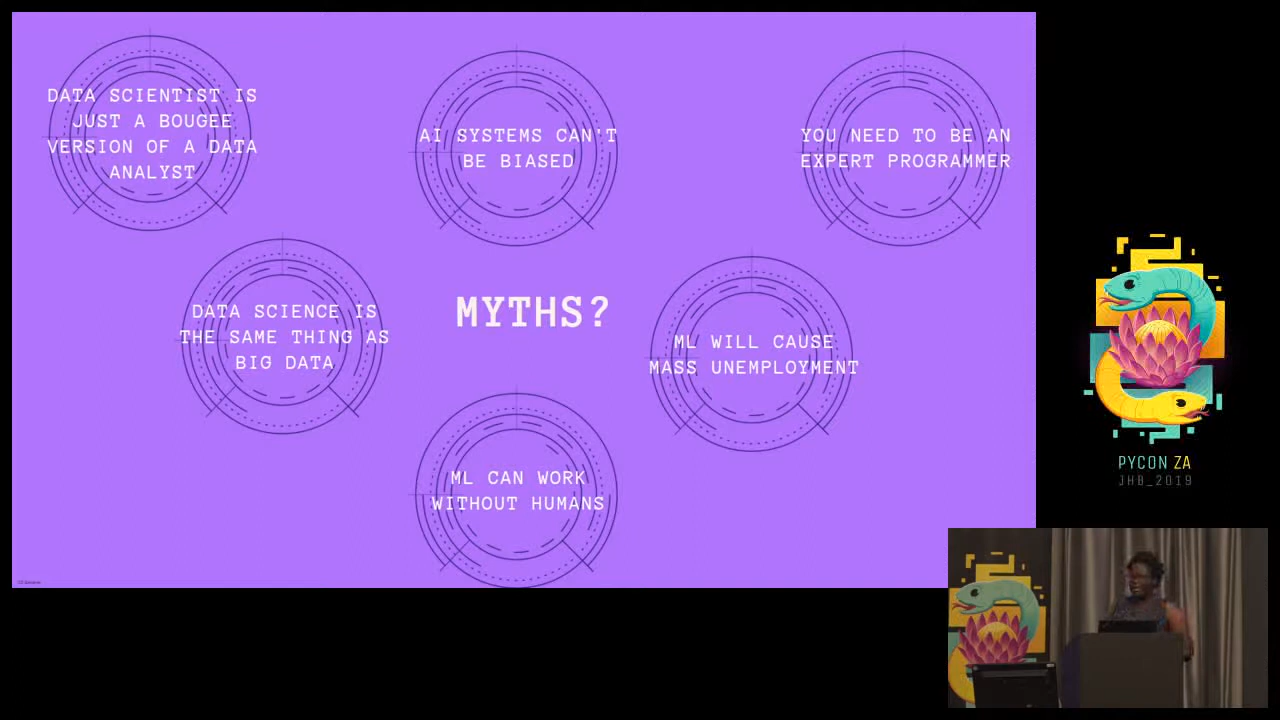 DATA SCIENTIST IS
JUST A BOUGEE
VERSION OF A DATA
ANALYST
AI SYSTEMS CAN'T
BE BIASED
YOU NEED TO BE AN
EXPERT PROGRAMMER
DATA SCIENCE IS
THE SAME THING AS
BIG DATA
MYTHS?
ML WILL CAUSE
MASS UNEMPLOYMENT
ML CAN WORK
WITHOUT HUMANS
PYCON ZA
JHB_2019